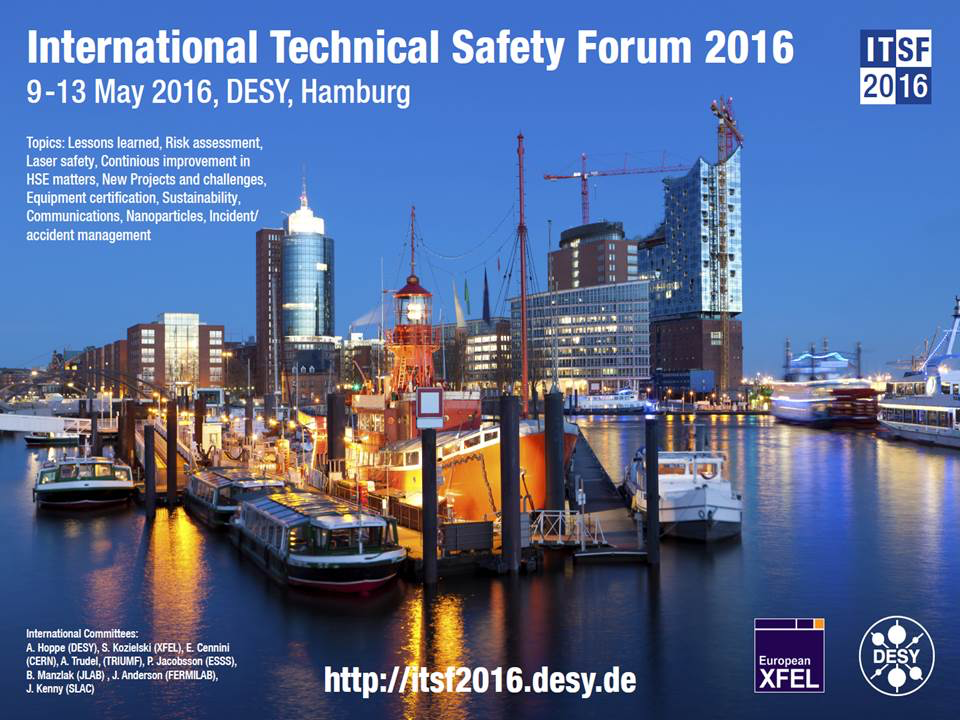 International Technical Safety Forum 2016
9-13 May 2016, DESY, Hamburg
ITSF
2016
Topics: Lessons learned, Risk assessment,
Laser safety, Continious improvement in
HSE matters, New Projects and challenges,
Equipment certification, Sustainability,
Communications, Nanoparticles, Incident/
accident management
International Committees:
A. Hoppe (DESY), S. Kozielski (XFEL), E. Cennini
(CERN), A. Trudel, (TRIUMF), P. Jacobsson (ESSS),
B. Manzlak (JLAB) , J. Anderson (FERMILAB),
J. Kenny (SLAC)
http://itsf2016.desy.de
European
XFEL
DESY